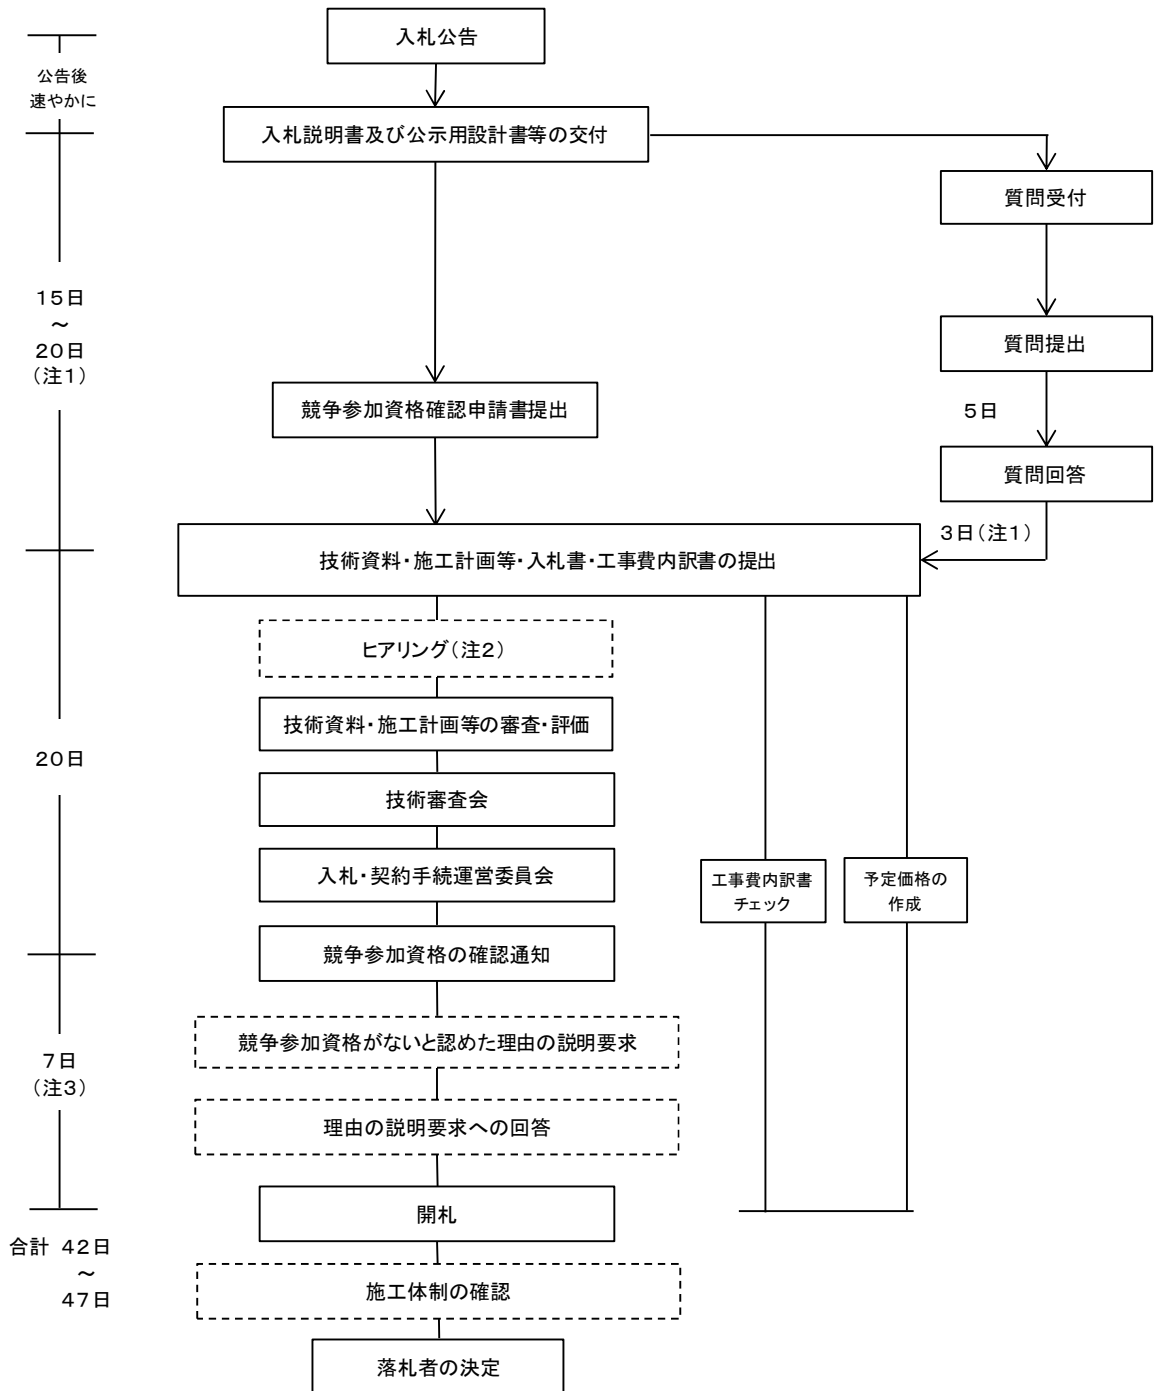 入札公告
公告後
速やかに
入札説明書及び公示用設計書等の交付
質問受付
15日
~
20日
(注1)
質問提出
競争参加資格確認申請書提出
5日
質問回答
3日(注1)
技術資料・施工計画等・入札書・工事費内訳書の提出
ヒアリング(注2)
技術資料・施工計画等の審査・評価
20日
技術審査会
入札・契約手続運営委員会
工事費内訳書
チェック
予定価格の
作成
競争参加資格の確認通知
競争参加資格がないと認めた理由の説明要求
7日
(注3)
理由の説明要求への回答
開札
合計 42日
~
47日
施工体制の確認
落札者の決定